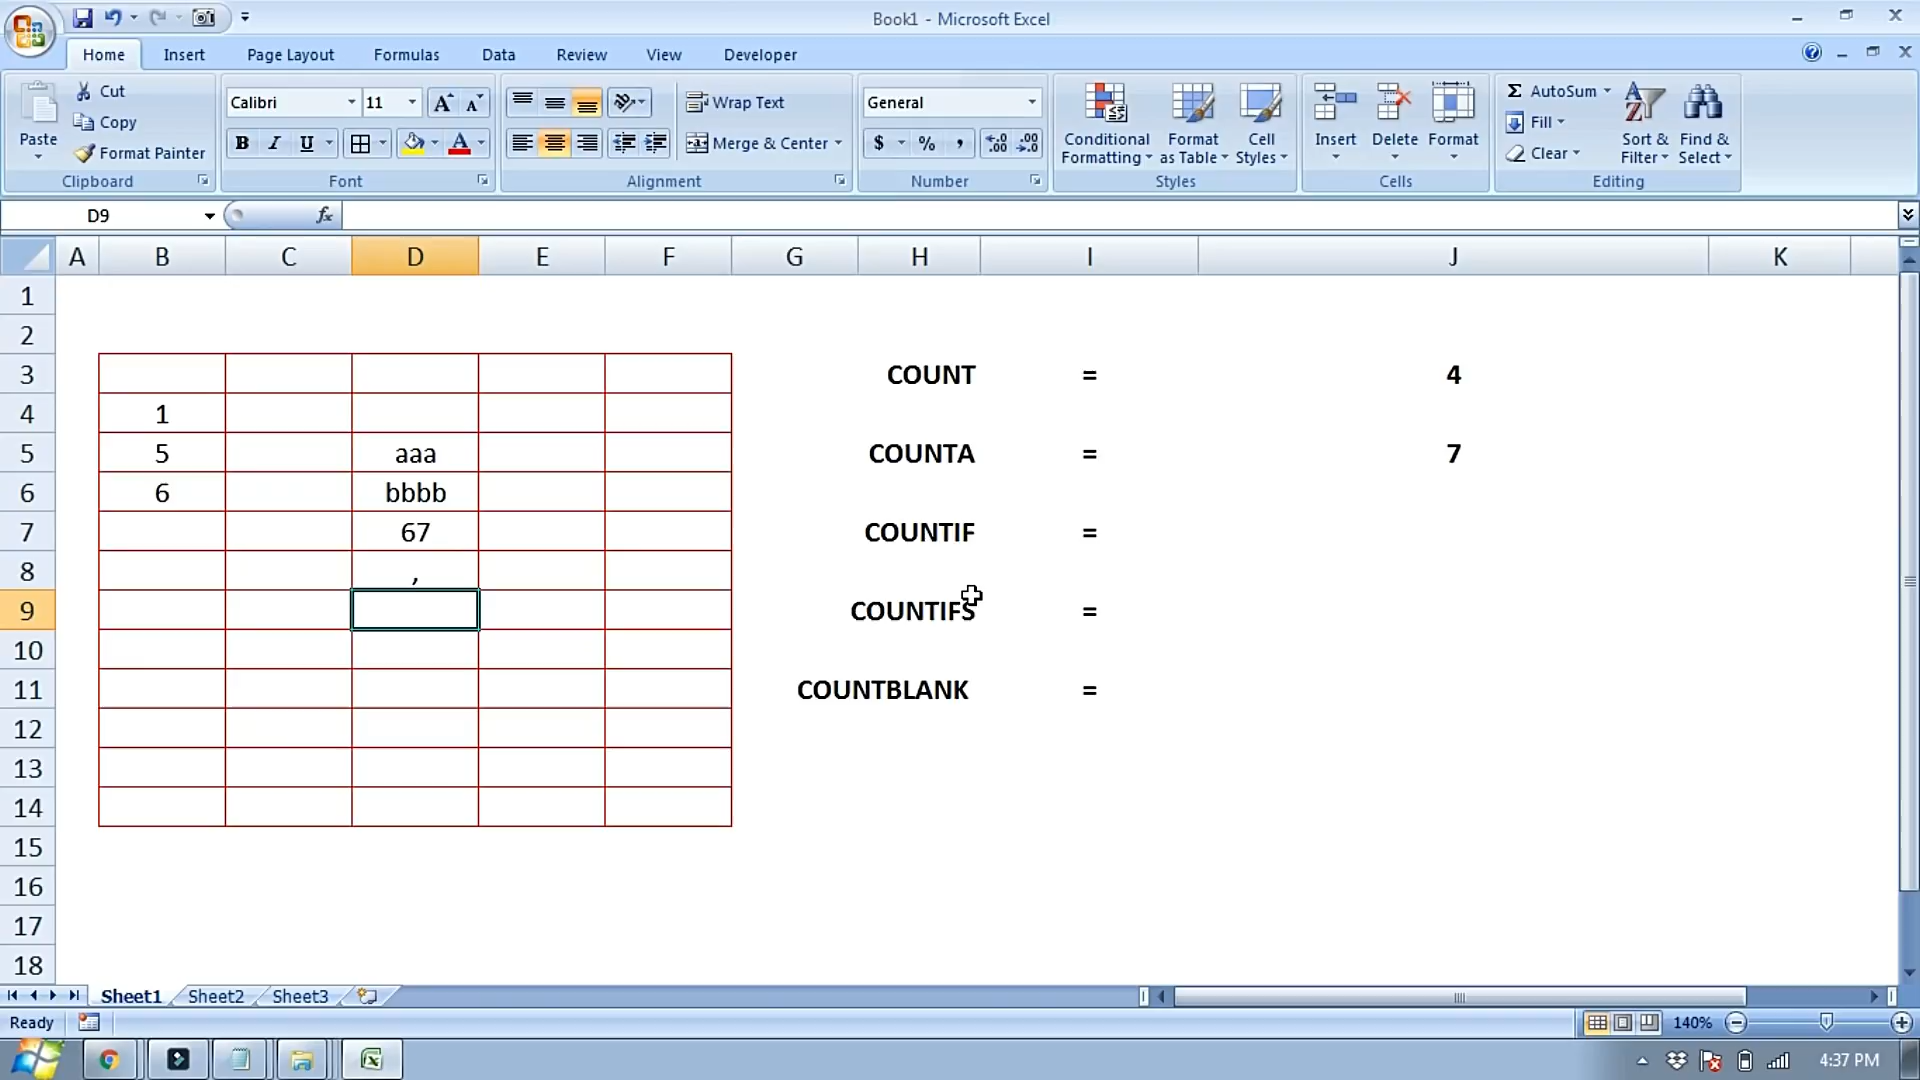 Book1 - Microsoft Excel
Home Insert Page Layout Formulas Data Review View Developer
Paste
Cut
Copy
Format Painter
Clipboard
Calibri 11
A A
B I U A
Font
Wrap Text
Merge & Center
Alignment
General
$ % ,
Number
Conditional Formatting
Format as Table
Cell Styles
Styles
Insert Delete Format
Cells
Σ AutoSum
Fill
Clear
Sort & Filter
Find & Select
Editing
D9 fx
A B C D E F G H I J K
1
2
3 COUNT = 4
4 1
5 5 aaa COUNTA = 7
6 6 bbbb
7 67 COUNTIF =
8 ,
9 COUNTIFS =
10
11 COUNTBLANK =
12
13
14
15
16
17
18
Sheet1 Sheet2 Sheet3
Ready 140%
4:37 PM